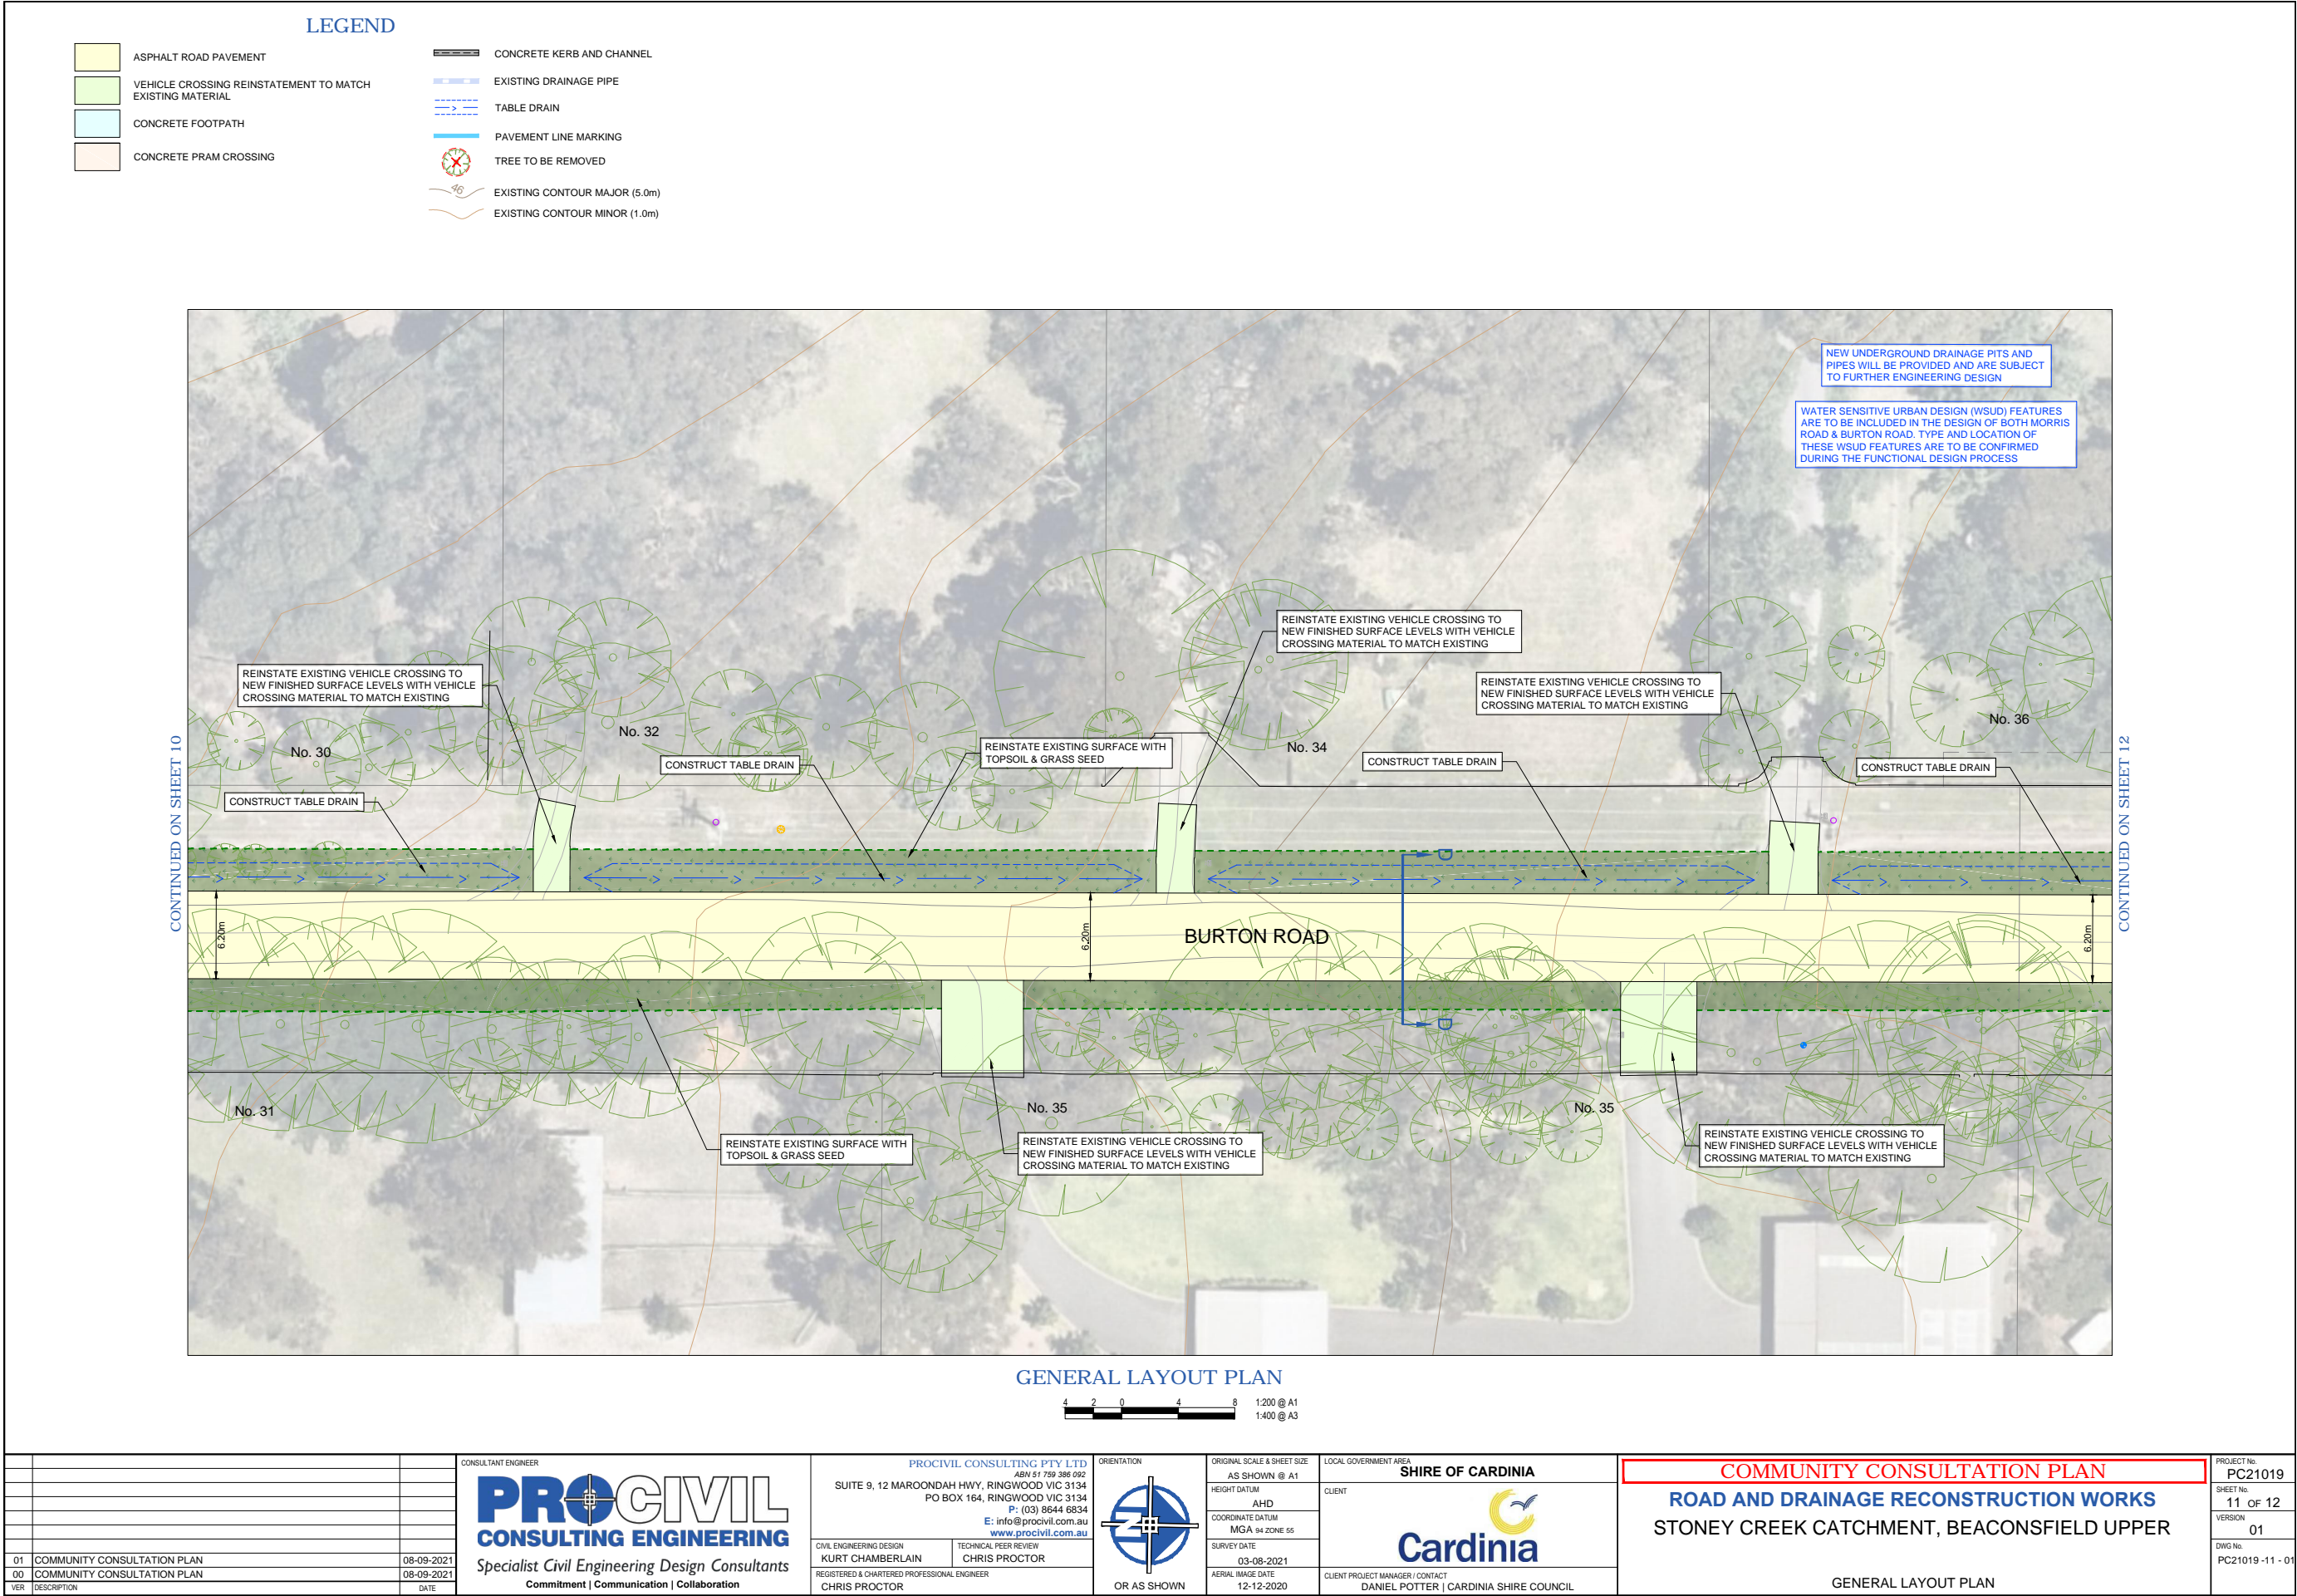 LEGEND
ASPHALT ROAD PAVEMENT
VEHICLE CROSSING REINSTATEMENT TO MATCH
EXISTING MATERIAL
CONCRETE FOOTPATH
CONCRETE PRAM CROSSING
CONCRETE KERB AND CHANNEL
EXISTING DRAINAGE PIPE
TABLE DRAIN
PAVEMENT LINE MARKING
TREE TO BE REMOVED
46
EXISTING CONTOUR MAJOR (5.0m)
EXISTING CONTOUR MINOR (1.0m)
NEW UNDERGROUND DRAINAGE PITS AND
PIPES WILL BE PROVIDED AND ARE SUBJECT
TO FURTHER ENGINEERING DESIGN
WATER SENSITIVE URBAN DESIGN (WSUD) FEATURES
ARE TO BE INCLUDED IN THE DESIGN OF BOTH MORRIS
ROAD & BURTON ROAD. TYPE AND LOCATION OF
THESE WSUD FEATURES ARE TO BE CONFIRMED
DURING THE FUNCTIONAL DESIGN PROCESS
REINSTATE EXISTING VEHICLE CROSSING TO
NEW FINISHED SURFACE LEVELS WITH VEHICLE
CROSSING MATERIAL TO MATCH EXISTING
REINSTATE EXISTING VEHICLE CROSSING TO
NEW FINISHED SURFACE LEVELS WITH VEHICLE
CROSSING MATERIAL TO MATCH EXISTING
REINSTATE EXISTING VEHICLE CROSSING TO
NEW FINISHED SURFACE LEVELS WITH VEHICLE
CROSSING MATERIAL TO MATCH EXISTING
No. 30
No. 32
No. 34
No. 36
CONSTRUCT TABLE DRAIN
CONSTRUCT TABLE DRAIN
REINSTATE EXISTING SURFACE WITH
TOPSOIL & GRASS SEED
CONSTRUCT TABLE DRAIN
CONSTRUCT TABLE DRAIN
CONTINUED ON SHEET 10
CONTINUED ON SHEET 12
D
6.20m
6.20m
BURTON ROAD
6.20m
D
No. 31
No. 35
No. 35
REINSTATE EXISTING SURFACE WITH
TOPSOIL & GRASS SEED
REINSTATE EXISTING VEHICLE CROSSING TO
NEW FINISHED SURFACE LEVELS WITH VEHICLE
CROSSING MATERIAL TO MATCH EXISTING
REINSTATE EXISTING VEHICLE CROSSING TO
NEW FINISHED SURFACE LEVELS WITH VEHICLE
CROSSING MATERIAL TO MATCH EXISTING
GENERAL LAYOUT PLAN
4 2 0 4 8
1:200 @ A1
1:400 @ A3
01 COMMUNITY CONSULTATION PLAN 08-09-2021
00 COMMUNITY CONSULTATION PLAN 08-09-2021
VER DESCRIPTION DATE
CONSULTANT ENGINEER
PROCIVIL
CONSULTING ENGINEERING
Specialist Civil Engineering Design Consultants
Commitment | Communication | Collaboration
PROCIVIL CONSULTING PTY LTD
ABN 51 759 386 092
SUITE 9, 12 MAROONDAH HWY, RINGWOOD VIC 3134
PO BOX 164, RINGWOOD VIC 3134
P: (03) 8644 6834
E: info@procivil.com.au
www.procivil.com.au
CIVIL ENGINEERING DESIGN
KURT CHAMBERLAIN
TECHNICAL PEER REVIEW
CHRIS PROCTOR
REGISTERED & CHARTERED PROFESSIONAL ENGINEER
CHRIS PROCTOR
ORIENTATION
N
OR AS SHOWN
ORIGINAL SCALE & SHEET SIZE
AS SHOWN @ A1
HEIGHT DATUM
AHD
COORDINATE DATUM
MGA 94 ZONE 55
SURVEY DATE
03-08-2021
AERIAL IMAGE DATE
12-12-2020
LOCAL GOVERNMENT AREA
SHIRE OF CARDINIA
CLIENT
Cardinia
CLIENT PROJECT MANAGER / CONTACT
DANIEL POTTER | CARDINIA SHIRE COUNCIL
COMMUNITY CONSULTATION PLAN
ROAD AND DRAINAGE RECONSTRUCTION WORKS
STONEY CREEK CATCHMENT, BEACONSFIELD UPPER
GENERAL LAYOUT PLAN
PROJECT No.
PC21019
SHEET No.
11 OF 12
VERSION
01
DWG No.
PC21019 -11 - 01